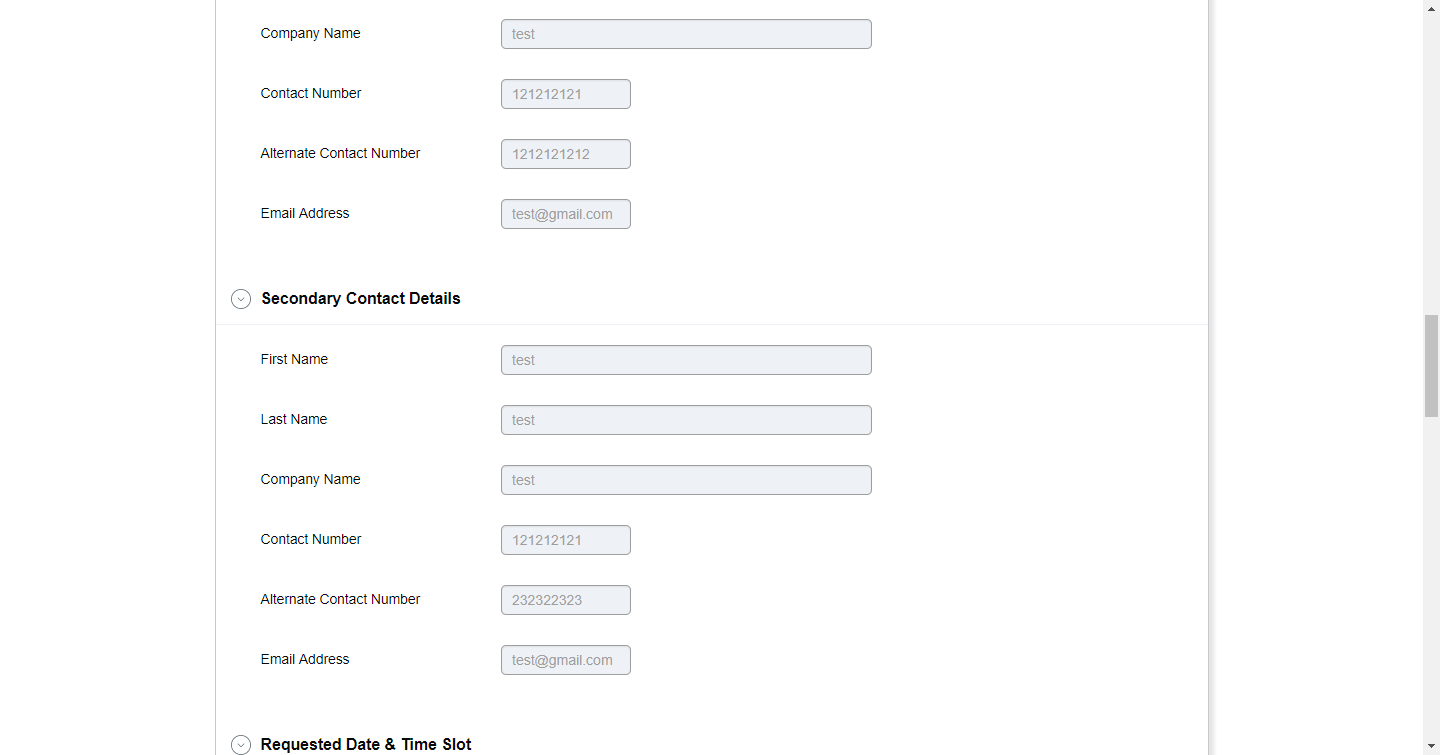 Company Name test
Contact Number 121212121
Alternate Contact Number 1212121212
Email Address test@gmail.com
Secondary Contact Details
First Name test
Last Name test
Company Name test
Contact Number 121212121
Alternate Contact Number 232322323
Email Address test@gmail.com
Requested Date & Time Slot